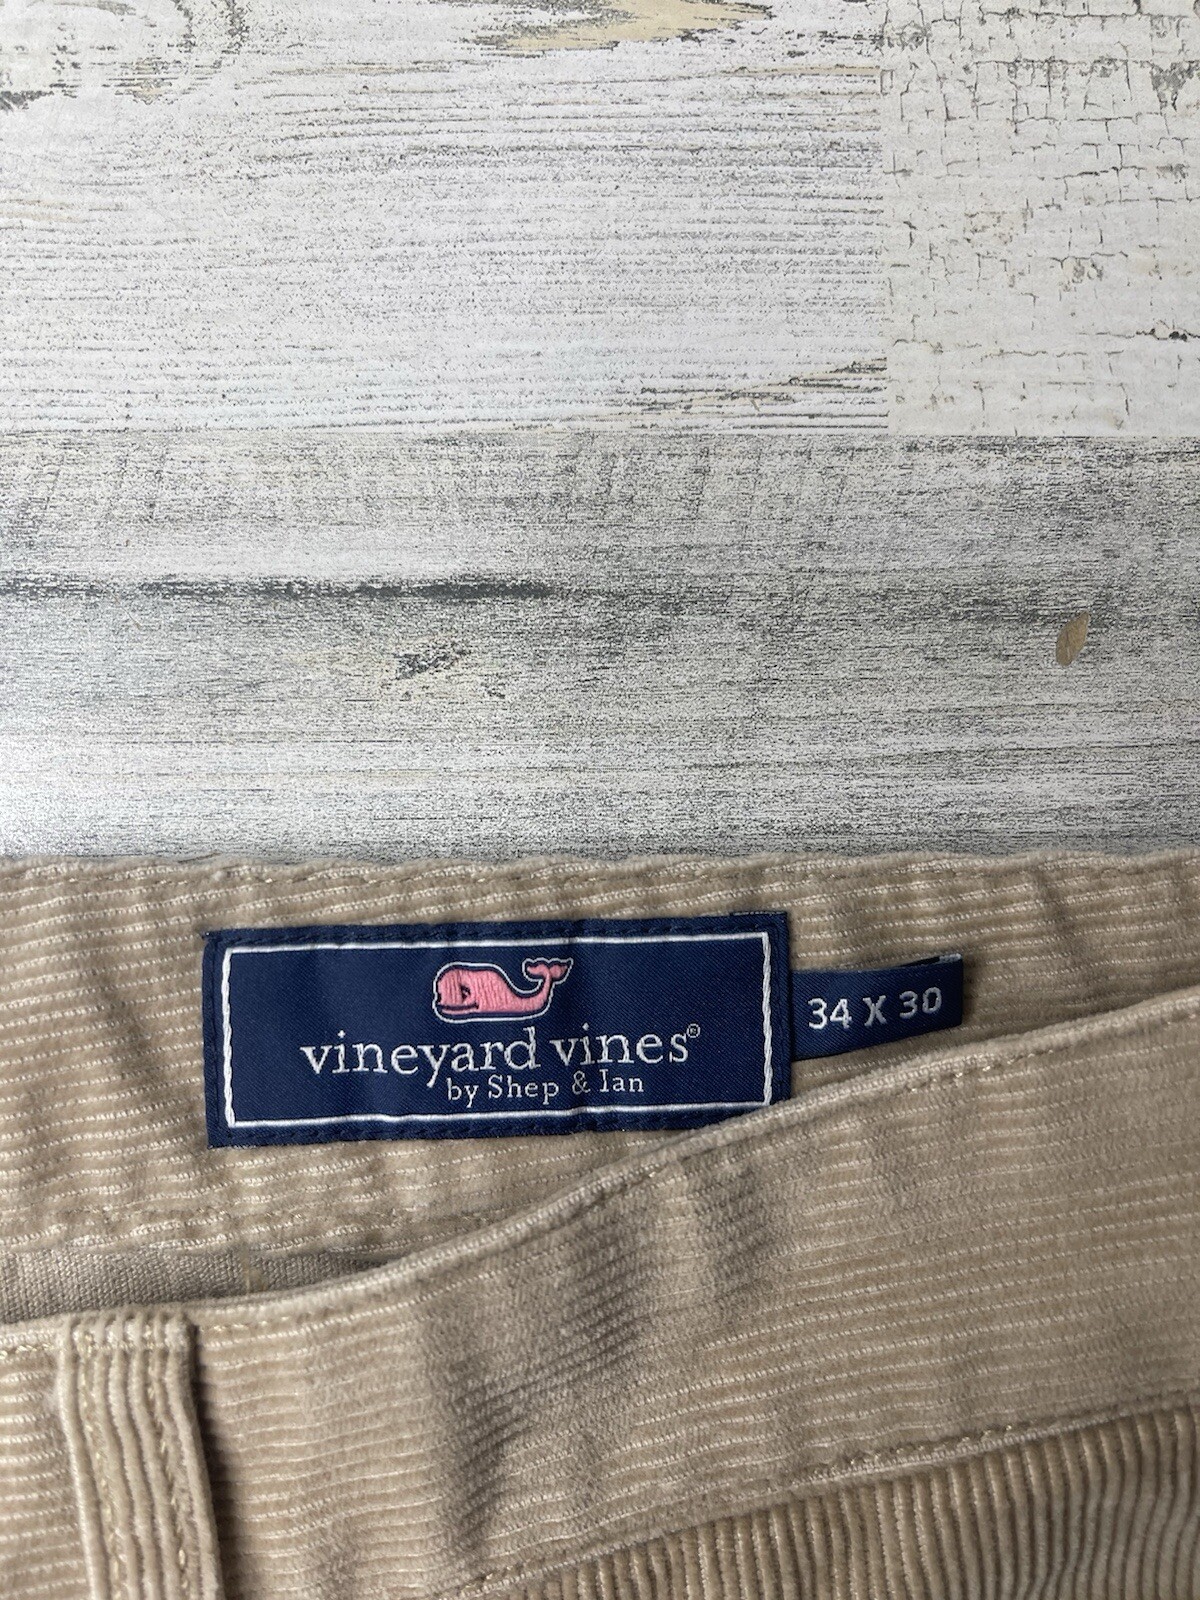 vineyard vines®
by Shep & Ian
34 X 30